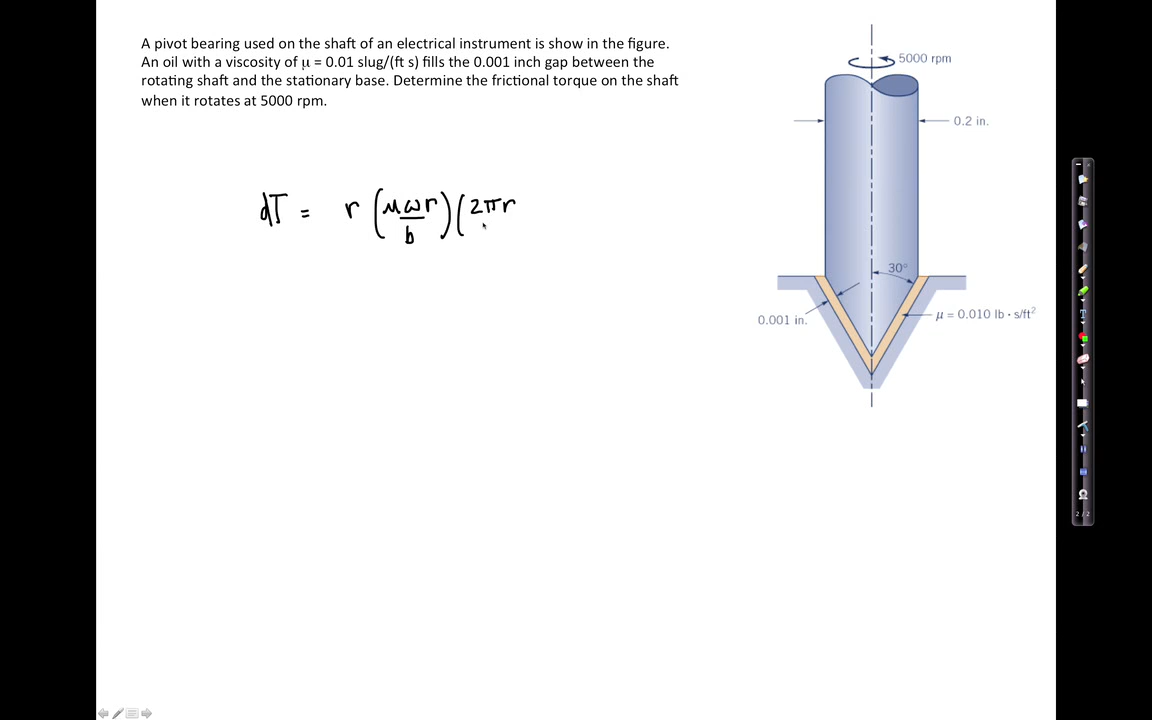 A pivot bearing used on the shaft of an electrical instrument is show in the figure.
An oil with a viscosity of μ = 0.01 slug/(ft s) fills the 0.001 inch gap between the
rotating shaft and the stationary base. Determine the frictional torque on the shaft
when it rotates at 5000 rpm.
dT = r (μωr/b)(2πr
5000 rpm
0.2 in.
30°
0.001 in.
μ = 0.010 lb · s/ft²
2 / 2